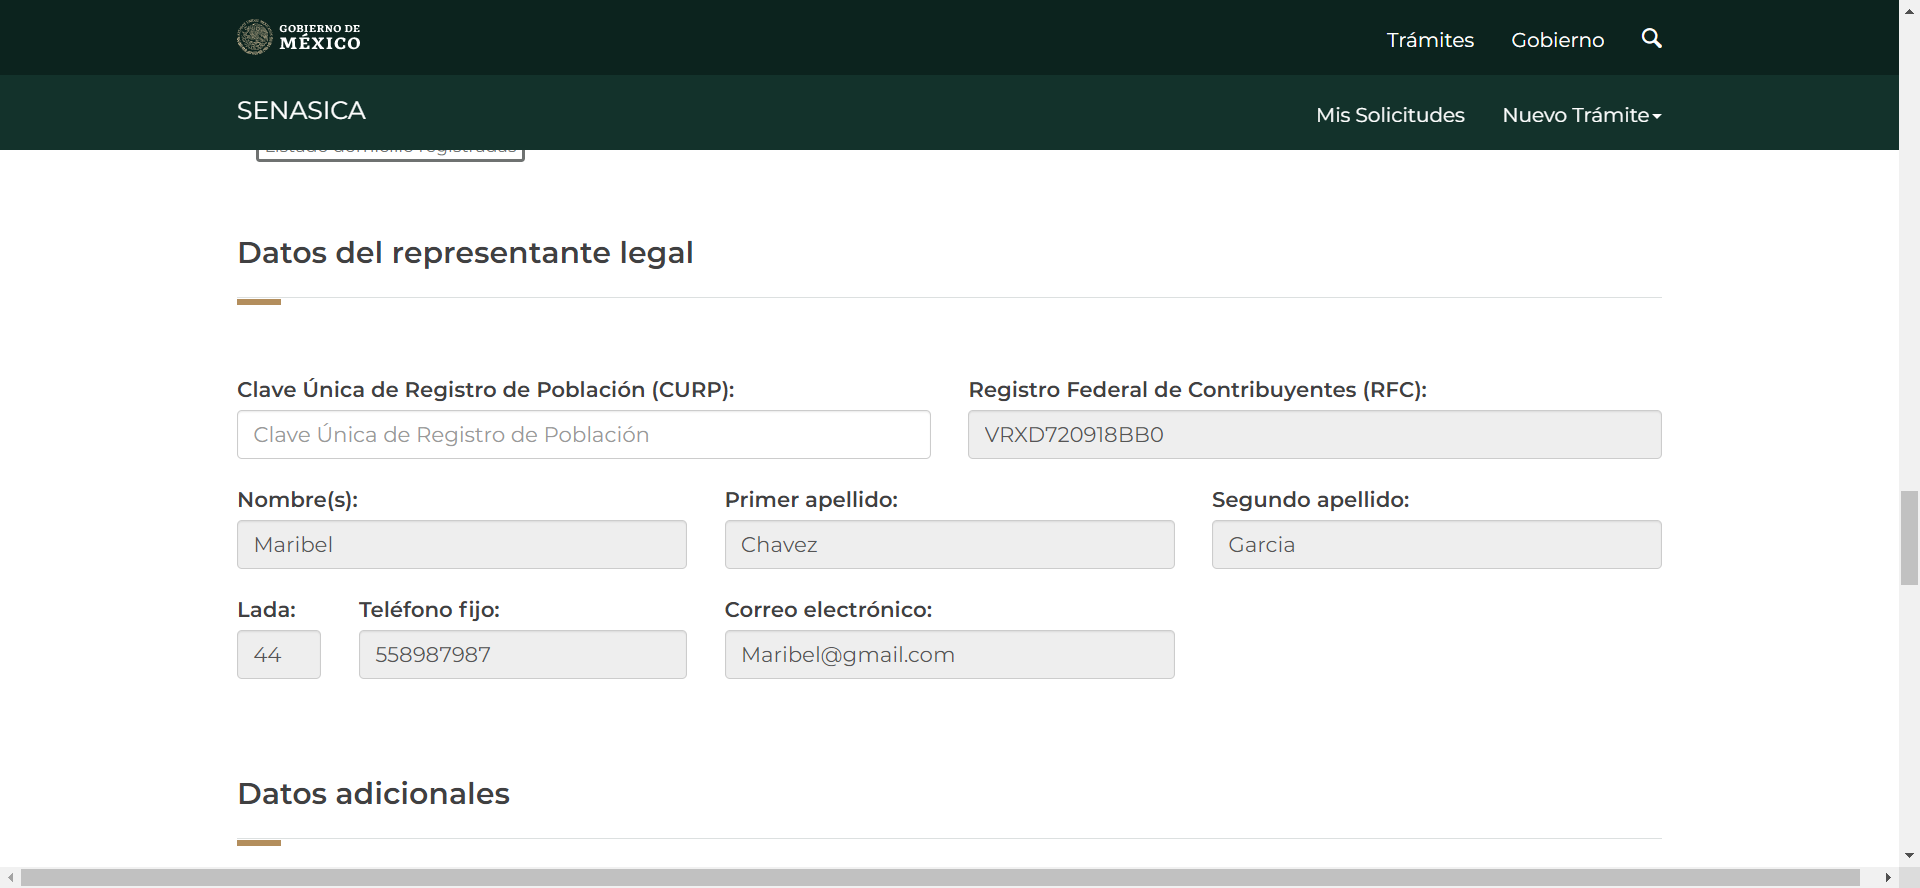 GOBIERNO DE
MÉXICO
Trámites
Gobierno
SENASICA
Mis Solicitudes
Nuevo Trámite
Datos del representante legal
Clave Única de Registro de Población (CURP):
Registro Federal de Contribuyentes (RFC):
Clave Única de Registro de Población
VRXD720918BB0
Nombre(s):
Primer apellido:
Segundo apellido:
Maribel
Chavez
Garcia
Lada:
Teléfono fijo:
Correo electrónico:
44
558987987
Maribel@gmail.com
Datos adicionales